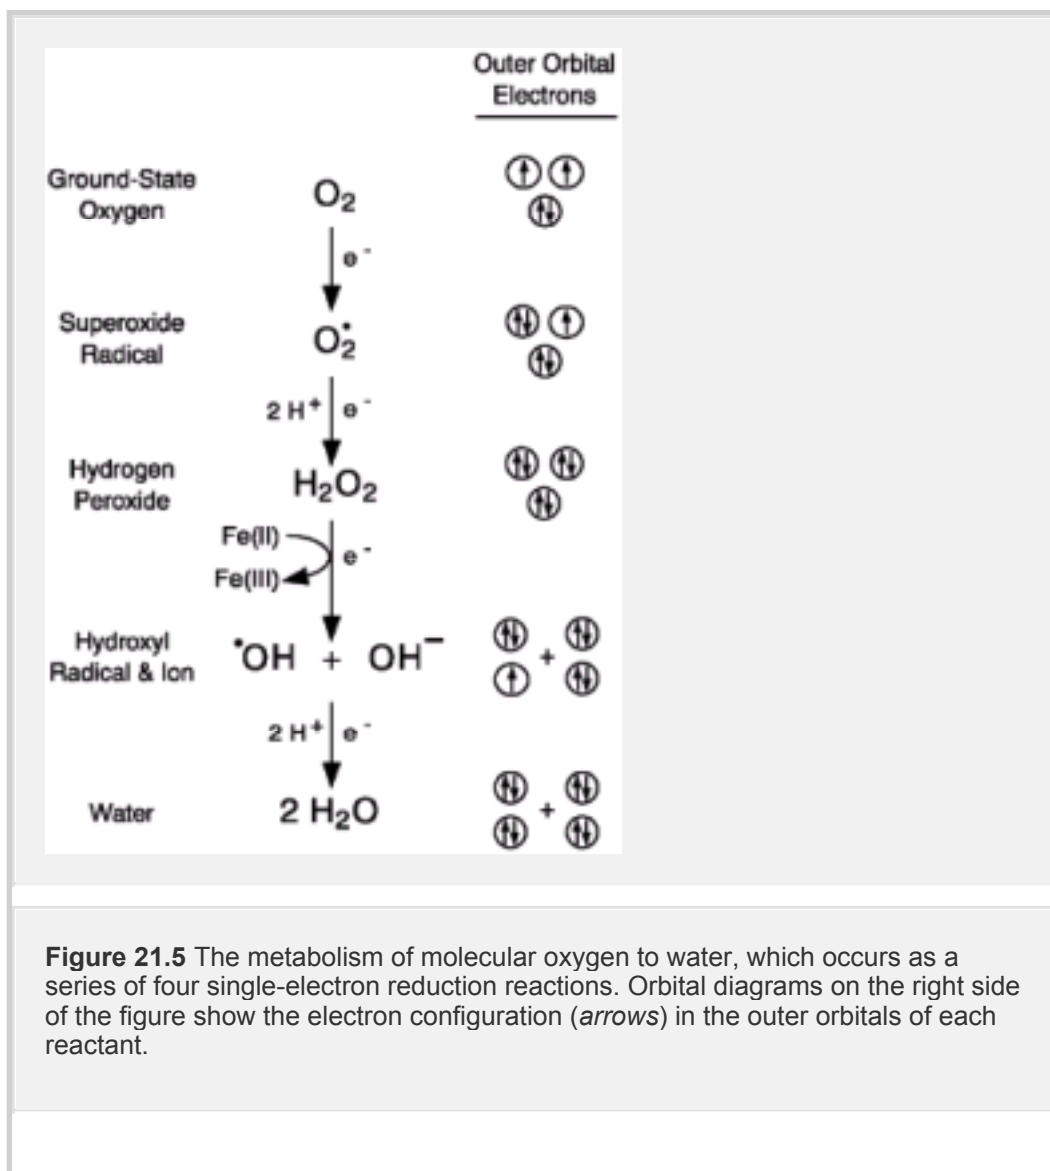 Outer Orbital
Electrons
Ground-State
Oxygen
O₂
e⁻
Superoxide
Radical
O₂•
2 H⁺ e⁻
Hydrogen
Peroxide
H₂O₂
Fe(II)
e⁻
Fe(III)
Hydroxyl
Radical & Ion
•OH + OH⁻
+
2 H⁺ e⁻
Water
2 H₂O
+
Figure 21.5 The metabolism of molecular oxygen to water, which occurs as a
series of four single-electron reduction reactions. Orbital diagrams on the right side
of the figure show the electron configuration (arrows) in the outer orbitals of each
reactant.